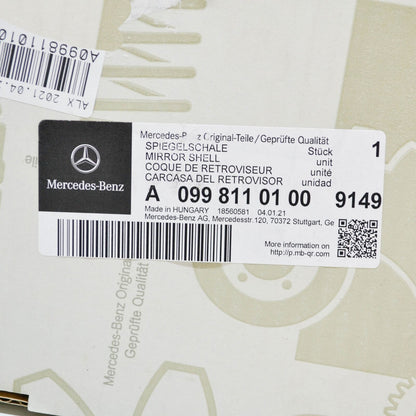 A0998110100
ALX 2021.04.
Mercedes-Benz
Mercedes-Benz Original-Teile/Geprüfte Qualität
SPIEGELSCHALE Stück 1
MIRROR SHELL unit
COQUE DE RETROVISEUR unité
CARCASA DEL RETROVISOR unidad
A 099 811 01 00 9149
Made in HUNGARY 18560581 04.01.21
Mercedes-Benz AG, Mercedesstr.120, 70372 Stuttgart, Ge
More information on
http://p.mb-qr.com
Mercedes-Benz Original
Geprüfte Qualität